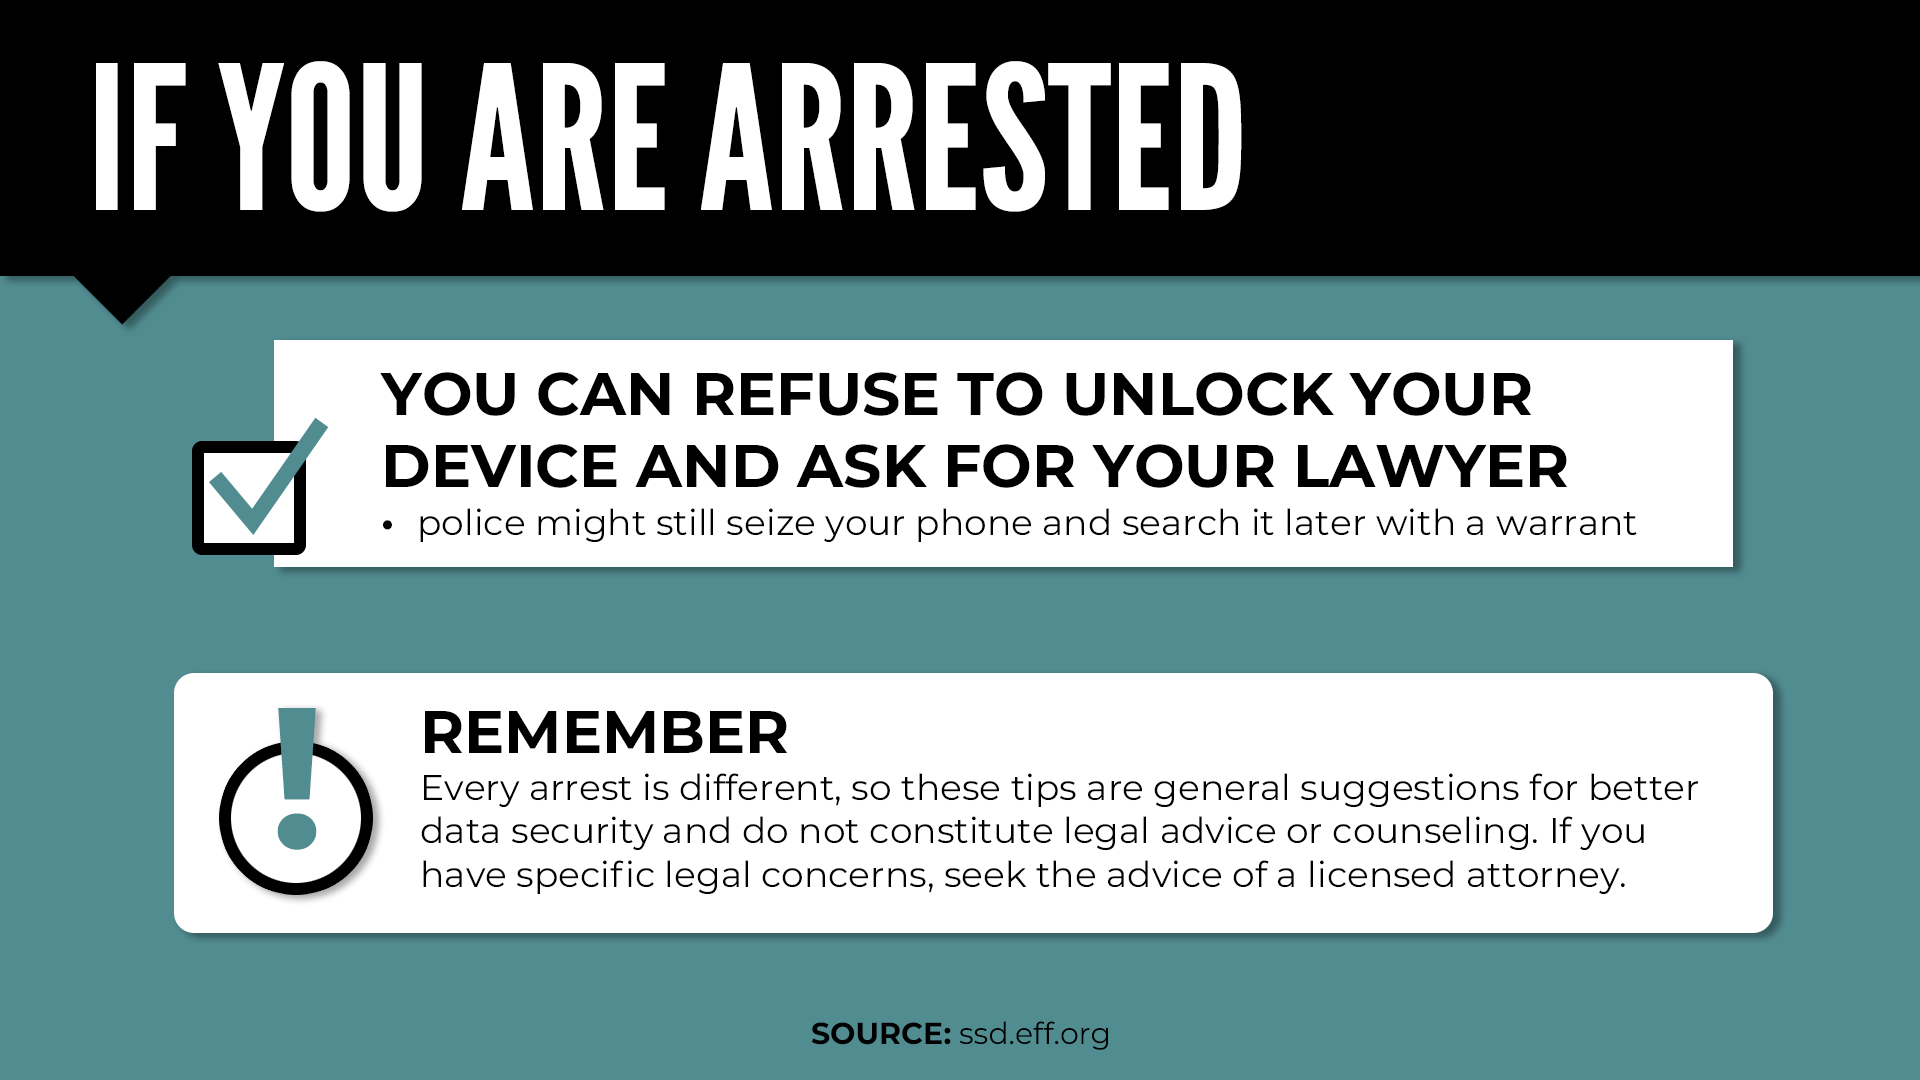 IF YOU ARE ARRESTED
YOU CAN REFUSE TO UNLOCK YOUR
DEVICE AND ASK FOR YOUR LAWYER
• police might still seize your phone and search it later with a warrant
REMEMBER
Every arrest is different, so these tips are general suggestions for better
data security and do not constitute legal advice or counseling. If you
have specific legal concerns, seek the advice of a licensed attorney.
SOURCE: ssd.eff.org